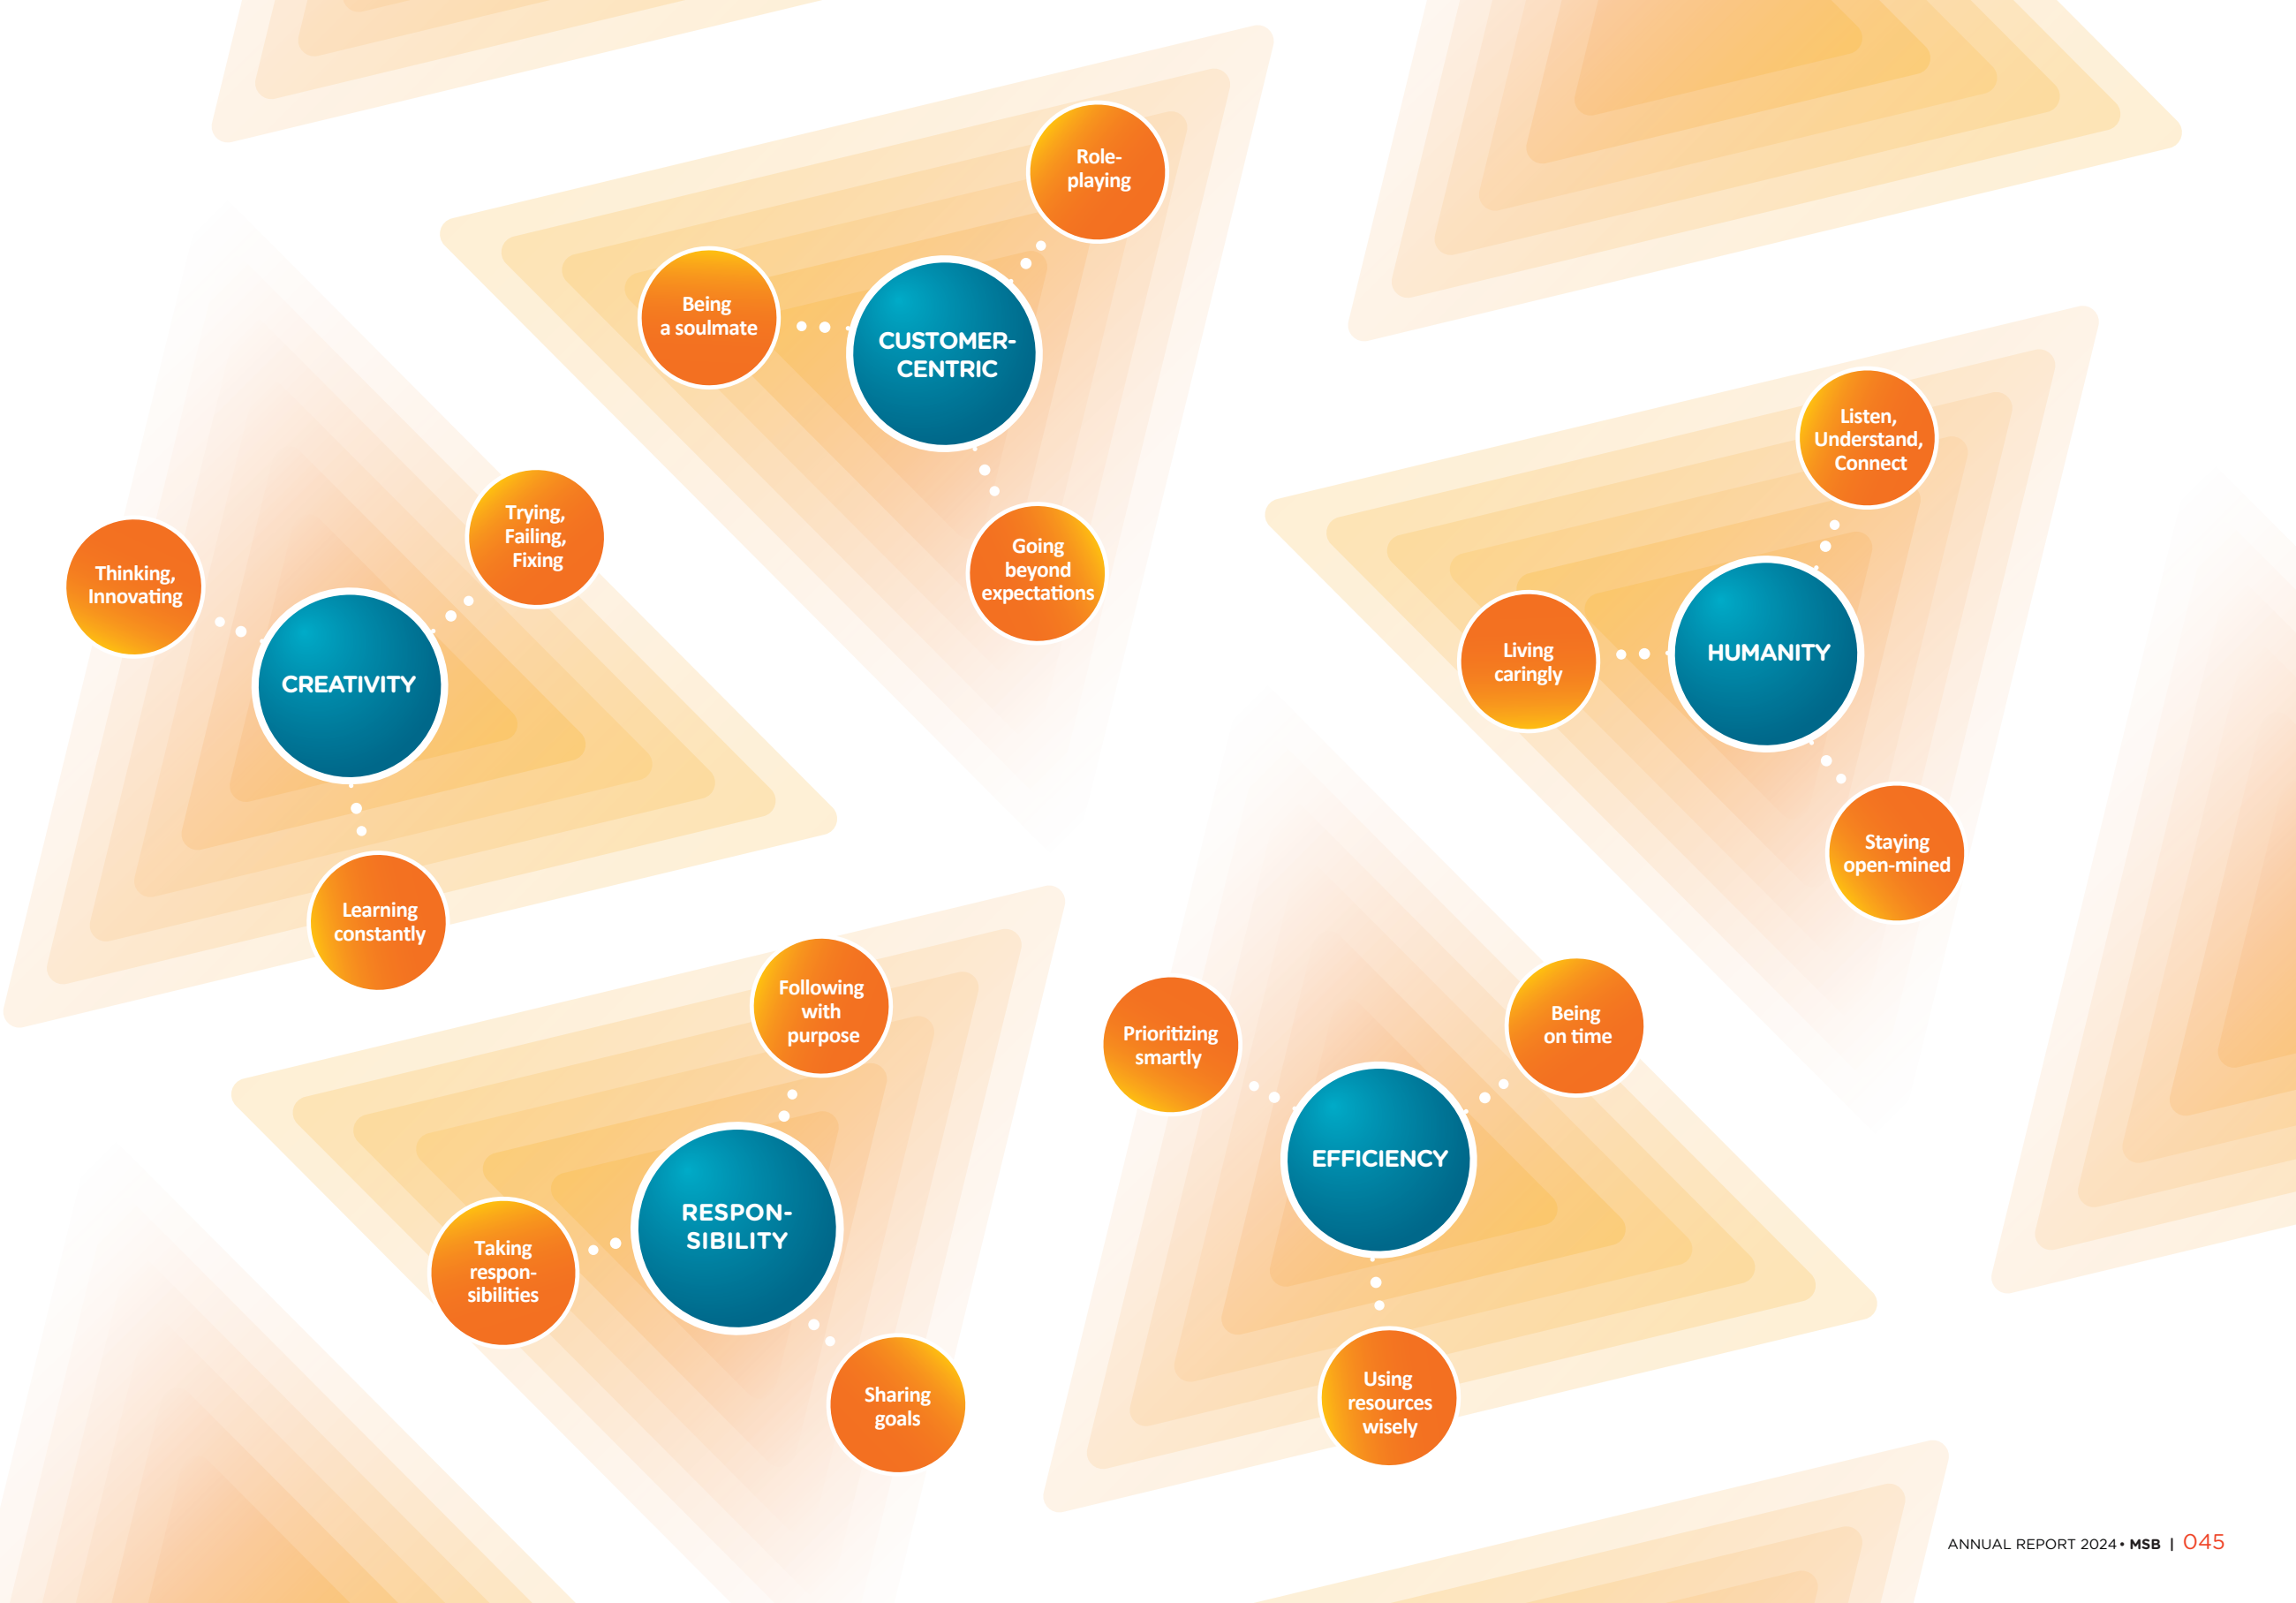 Role-
playing
Being
a soulmate
CUSTOMER-
CENTRIC
Going
beyond
expectations
Trying,
Failing,
Fixing
Thinking,
Innovating
CREATIVITY
Learning
constantly
Listen,
Understand,
Connect
Living
caringly
HUMANITY
Staying
open-mined
Following
with
purpose
Taking
respon-
sibilities
RESPON-
SIBILITY
Sharing
goals
Prioritizing
smartly
Being
on time
EFFICIENCY
Using
resources
wisely
ANNUAL REPORT 2024 • MSB | 045